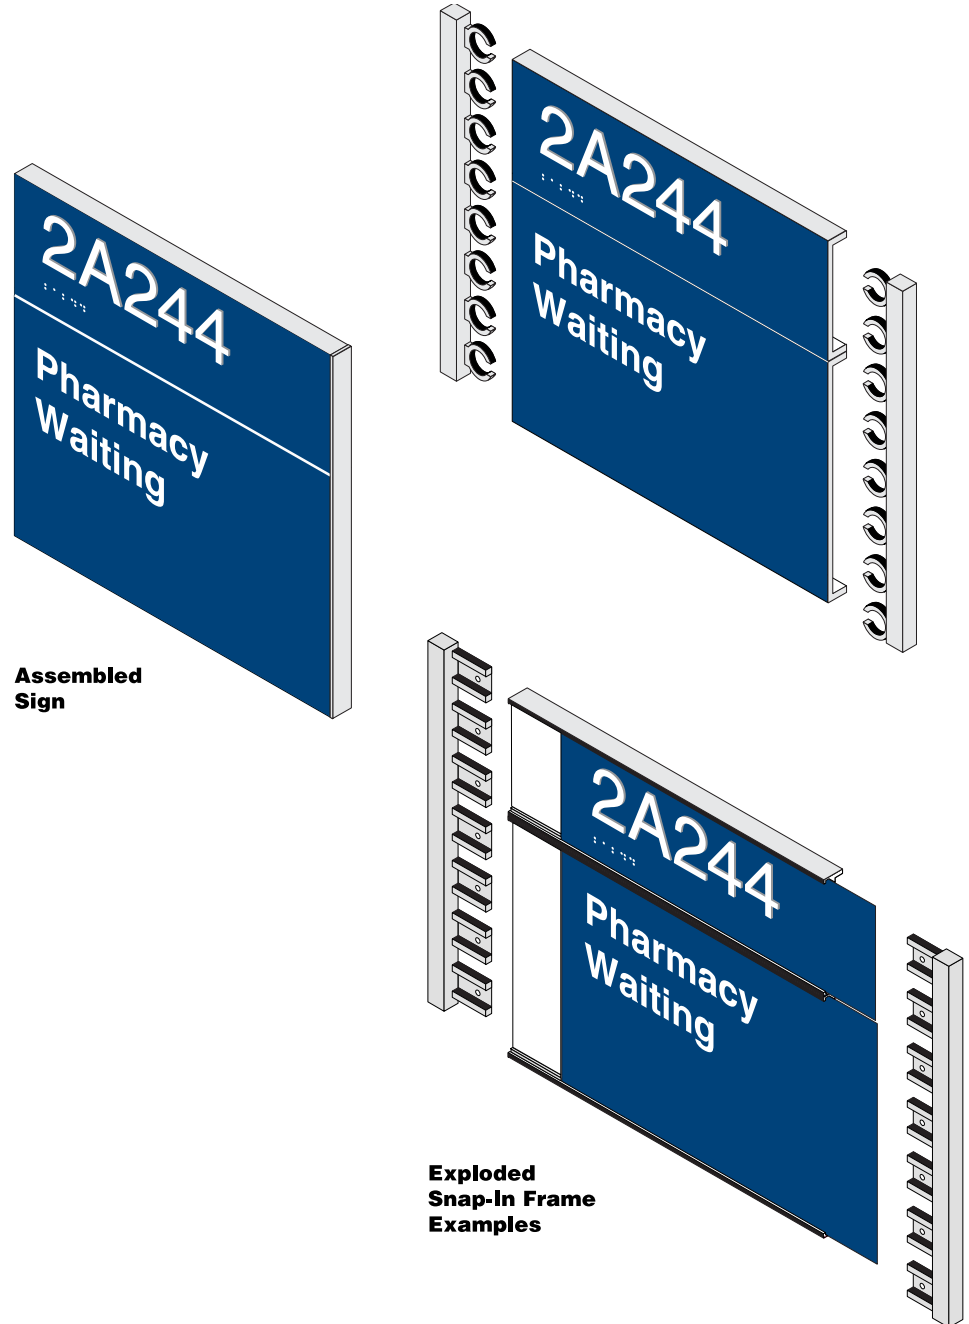 2A244
Pharmacy
Waiting
Assembled
Sign
2A244
Pharmacy
Waiting
2A244
Pharmacy
Waiting
Exploded
Snap-In Frame
Examples